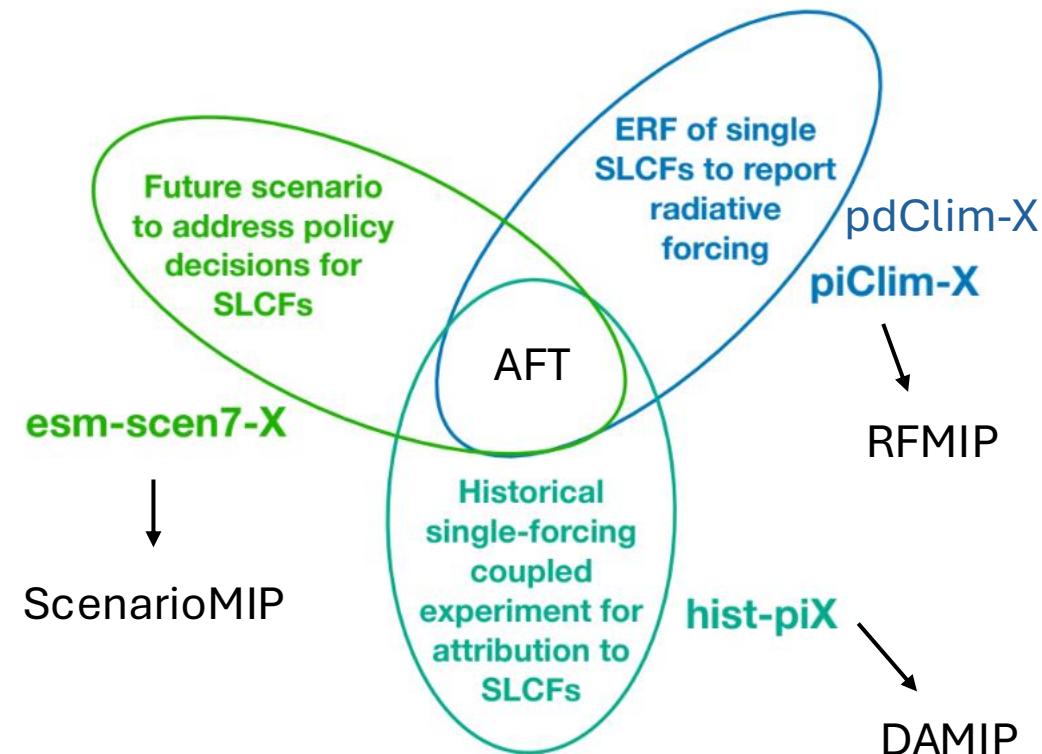 ERF of single
SLCFs to report
radiative
forcing
pdClim-X
piClim-X
RFMIP
Future scenario
to address policy
decisions for
SLCFs
AFT
esm-scen7-X
ScenarioMIP
Historical
single-forcing
coupled
experiment for
attribution to
SLCFs
hist-piX
DAMIP